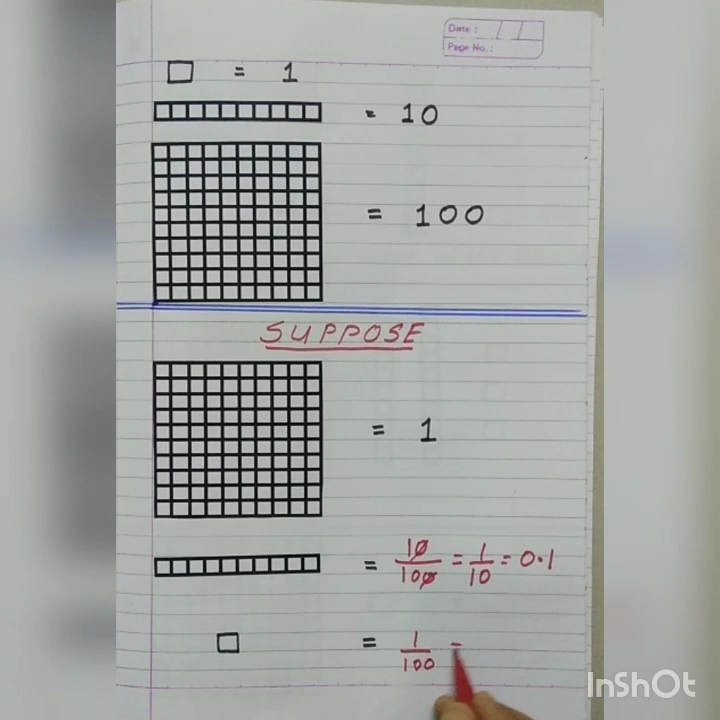 Date : / /
Page No. :
= 1
= 10
= 100
SUPPOSE
= 1
= 10/100 = 1/10 = 0.1
= 1/100 =
InShOt